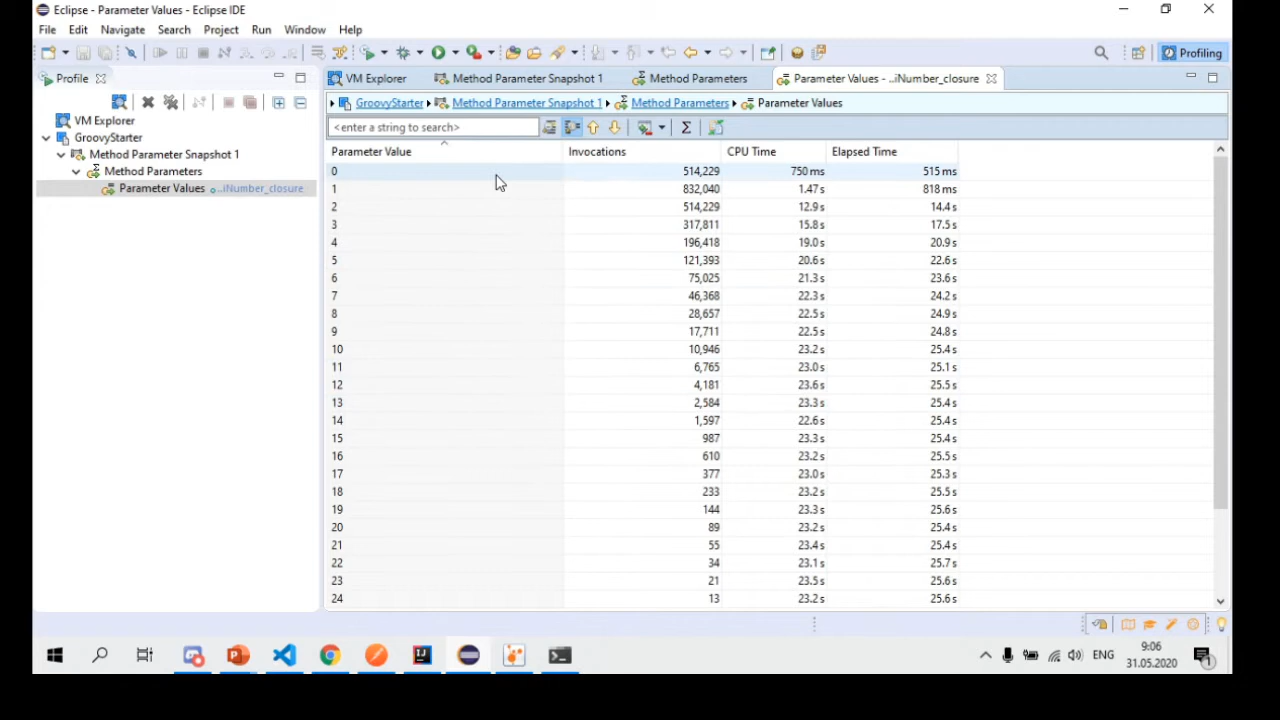 Eclipse - Parameter Values - Eclipse IDE
File Edit Navigate Search Project Run Window Help
Profiling
Profile
VM Explorer Method Parameter Snapshot 1 Method Parameters Parameter Values - ...iNumber_closure
VM Explorer
GroovyStarter
Method Parameter Snapshot 1
Method Parameters
Parameter Values ...iNumber_closure
GroovyStarter Method Parameter Snapshot 1 Method Parameters Parameter Values
<enter a string to search>
Parameter Value Invocations CPU Time Elapsed Time
0 514,229 750 ms 515 ms
1 832,040 1.47 s 818 ms
2 514,229 12.9 s 14.4 s
3 317,811 15.8 s 17.5 s
4 196,418 19.0 s 20.9 s
5 121,393 20.6 s 22.6 s
6 75,025 21.3 s 23.6 s
7 46,368 22.3 s 24.2 s
8 28,657 22.5 s 24.9 s
9 17,711 22.5 s 24.8 s
10 10,946 23.2 s 25.4 s
11 6,765 23.0 s 25.1 s
12 4,181 23.6 s 25.5 s
13 2,584 23.3 s 25.4 s
14 1,597 22.6 s 25.4 s
15 987 23.3 s 25.4 s
16 610 23.2 s 25.5 s
17 377 23.0 s 25.3 s
18 233 23.2 s 25.5 s
19 144 23.3 s 25.6 s
20 89 23.2 s 25.4 s
21 55 23.4 s 25.4 s
22 34 23.1 s 25.7 s
23 21 23.5 s 25.6 s
24 13 23.2 s 25.6 s
ENG
9:06
31.05.2020
1